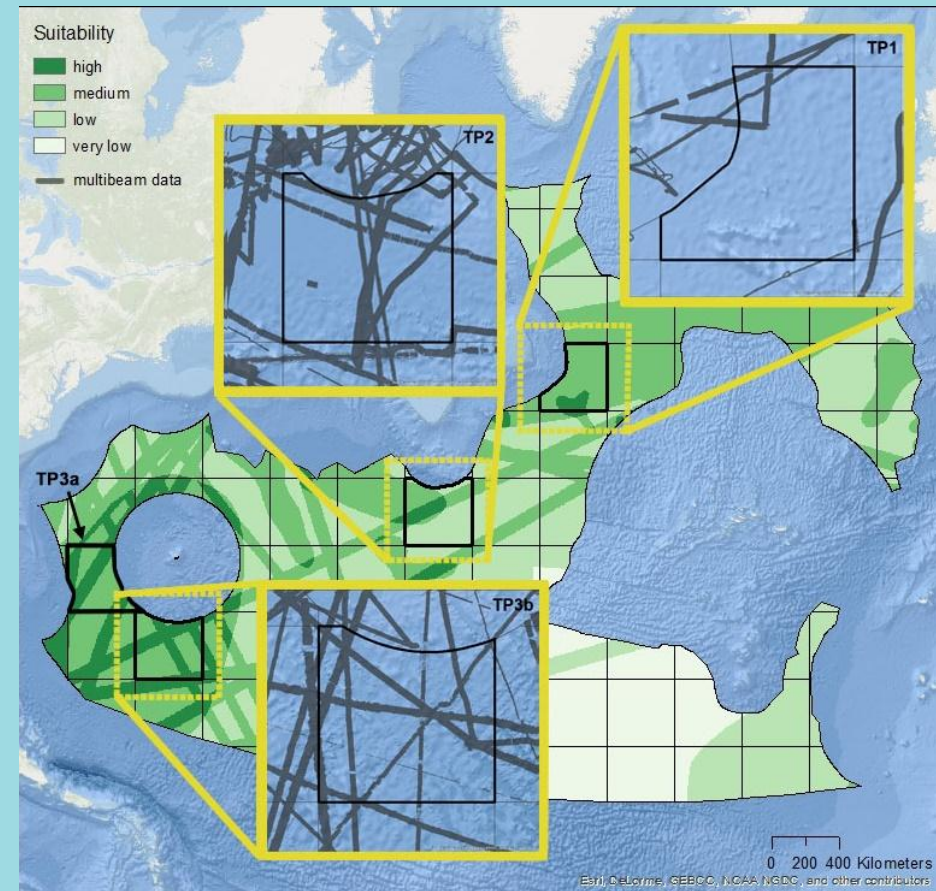 Suitability
high
medium
low
very low
multibeam data
TP1
TP2
TP3a
TP3b
0 200 400 Kilometers
Esri, DeLorme, GEBCO, NOAA NGDC, and other contributors